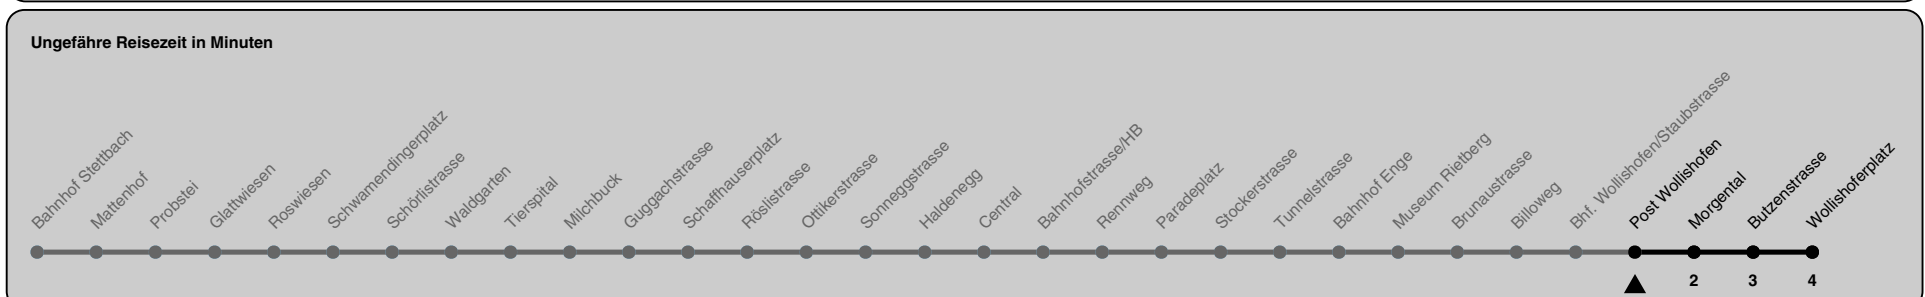 Ungefähre Reisezeit in Minuten
Bahnhof Stettbach
Mattenhof
Probstei
Glattwiesen
Roswiesen
Schwamendingerplatz
Schörlistrasse
Waldgarten
Tierspital
Milchbuck
Guggachstrasse
Schaffhauserplatz
Röslistrasse
Ottikerstrasse
Sonneggstrasse
Haldenegg
Central
Bahnhofstrasse/HB
Rennweg
Paradeplatz
Stockerstrasse
Tunnelstrasse
Bahnhof Enge
Museum Rietberg
Brunaustrasse
Billoweg
Bhf. Wollishofen/Staubstrasse
Post Wollishofen
Morgental
Butzenstrasse
Wollishoferplatz
2 3 4